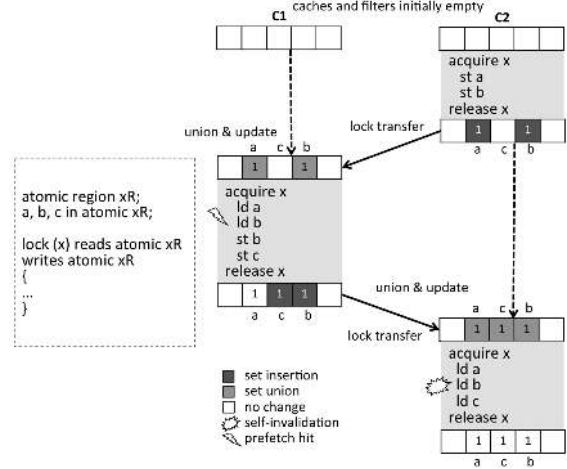 caches and filters initially empty
C1
C2
acquire x
st a
st b
release x
lock transfer
1 1
a b
union & update
a c b
1 1
acquire x
ld a
ld b
st b
st c
release x
1 1 1
a c b
atomic region xR;
a, b, c in atomic xR;
lock (x) reads atomic xR
writes atomic xR
{
...
}
union & update
lock transfer
a c b
1 1 1
acquire x
ld a
ld b
ld c
release x
1 1 1
a c b
set insertion
set union
no change
self-invalidation
prefetch hit